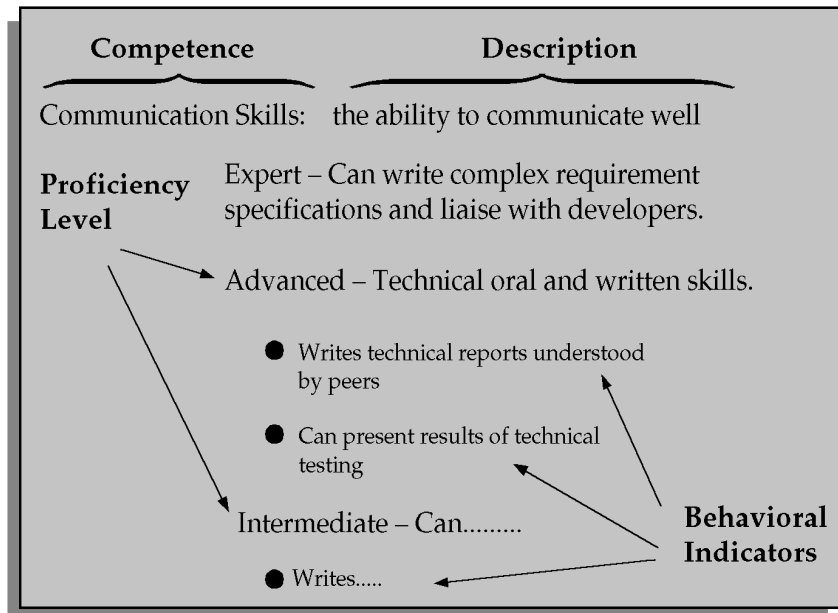 Competence
Description
Communication Skills: the ability to communicate well
Proficiency
Level
Expert – Can write complex requirement
specifications and liaise with developers.
Advanced – Technical oral and written skills.
● Writes technical reports understood
by peers
● Can present results of technical
testing
Intermediate – Can.........
● Writes.....
Behavioral
Indicators